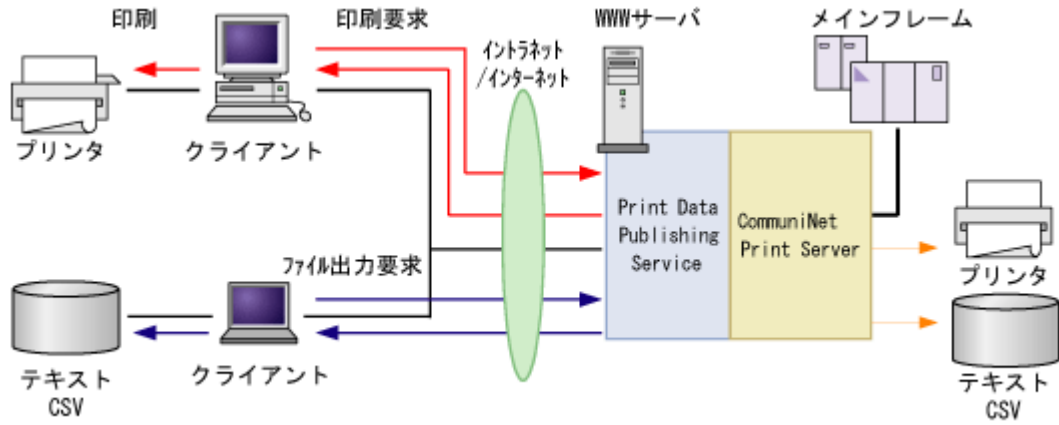 印刷
印刷要求
WWWサーバ
メインフレーム
イントラネット
/インターネット
プリンタ
クライアント
Print Data
Publishing
Service
CommuniNet
Print Server
プリンタ
ファイル出力要求
テキスト
CSV
クライアント
テキスト
CSV